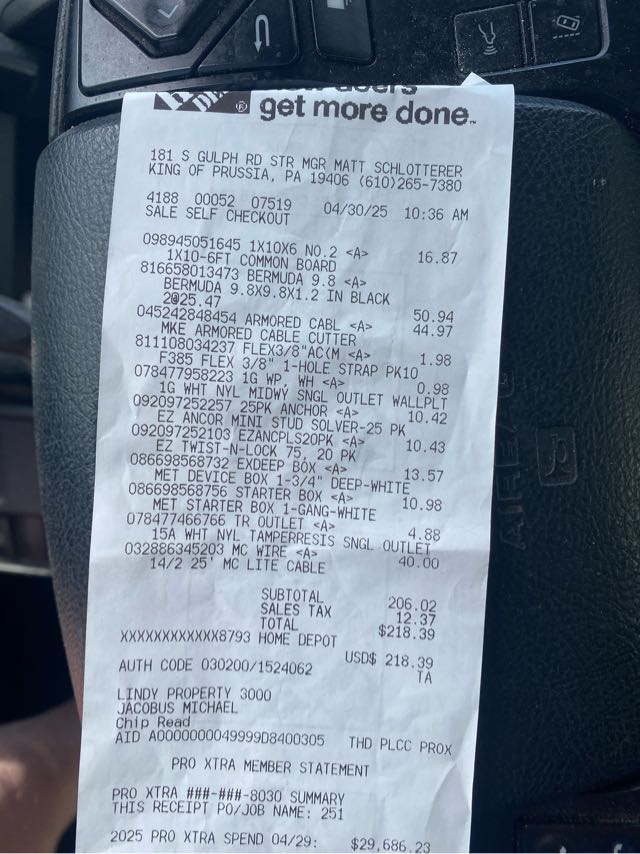 get more done.™
181 S GULPH RD STR MGR MATT SCHLOTTERER
KING OF PRUSSIA, PA 19406 (610)265-7380
4188 00052 07519 04/30/25 10:36 AM
SALE SELF CHECKOUT
098945051645 1X10X6 NO.2 <A> 16.87
1X10-6FT COMMON BOARD
816658013473 BERMUDA 9.8 <A>
BERMUDA 9.8X9.8X1.2 IN BLACK
2@25.47 50.94
045242848454 ARMORED CABL <A> 44.97
MKE ARMORED CABLE CUTTER
811108034237 FLEX3/8"AC(M <A> 1.98
F385 FLEX 3/8" 1-HOLE STRAP PK10
078477958223 1G WP, WH <A> 0.98
1G WHT NYL MIDWY SNGL OUTLET WALLPLT
092097252257 25PK ANCHOR <A> 10.42
EZ ANCOR MINI STUD SOLVER-25 PK
092097252103 EZANCPLS20PK <A> 10.43
EZ TWIST-N-LOCK 75, 20 PK
086698568732 EXDEEP BOX <A> 13.57
MET DEVICE BOX 1-3/4" DEEP-WHITE
086698568756 STARTER BOX <A> 10.98
MET STARTER BOX 1-GANG-WHITE
078477466766 TR OUTLET <A> 4.88
15A WHT NYL TAMPERRESIS SNGL OUTLET
032886345203 MC WIRE <A> 40.00
14/2 25' MC LITE CABLE
SUBTOTAL 206.02
SALES TAX 12.37
TOTAL $218.39
XXXXXXXXXXXX8793 HOME DEPOT
USD$ 218.39
AUTH CODE 030200/1524062 TA
LINDY PROPERTY 3000
JACOBUS MICHAEL
Chip Read
AID A0000000049999D8400305 THD PLCC PROX
PRO XTRA MEMBER STATEMENT
PRO XTRA ###-###-8030 SUMMARY
THIS RECEIPT PO/JOB NAME: 251
2025 PRO XTRA SPEND 04/29: $29,686.23
AIRBAG